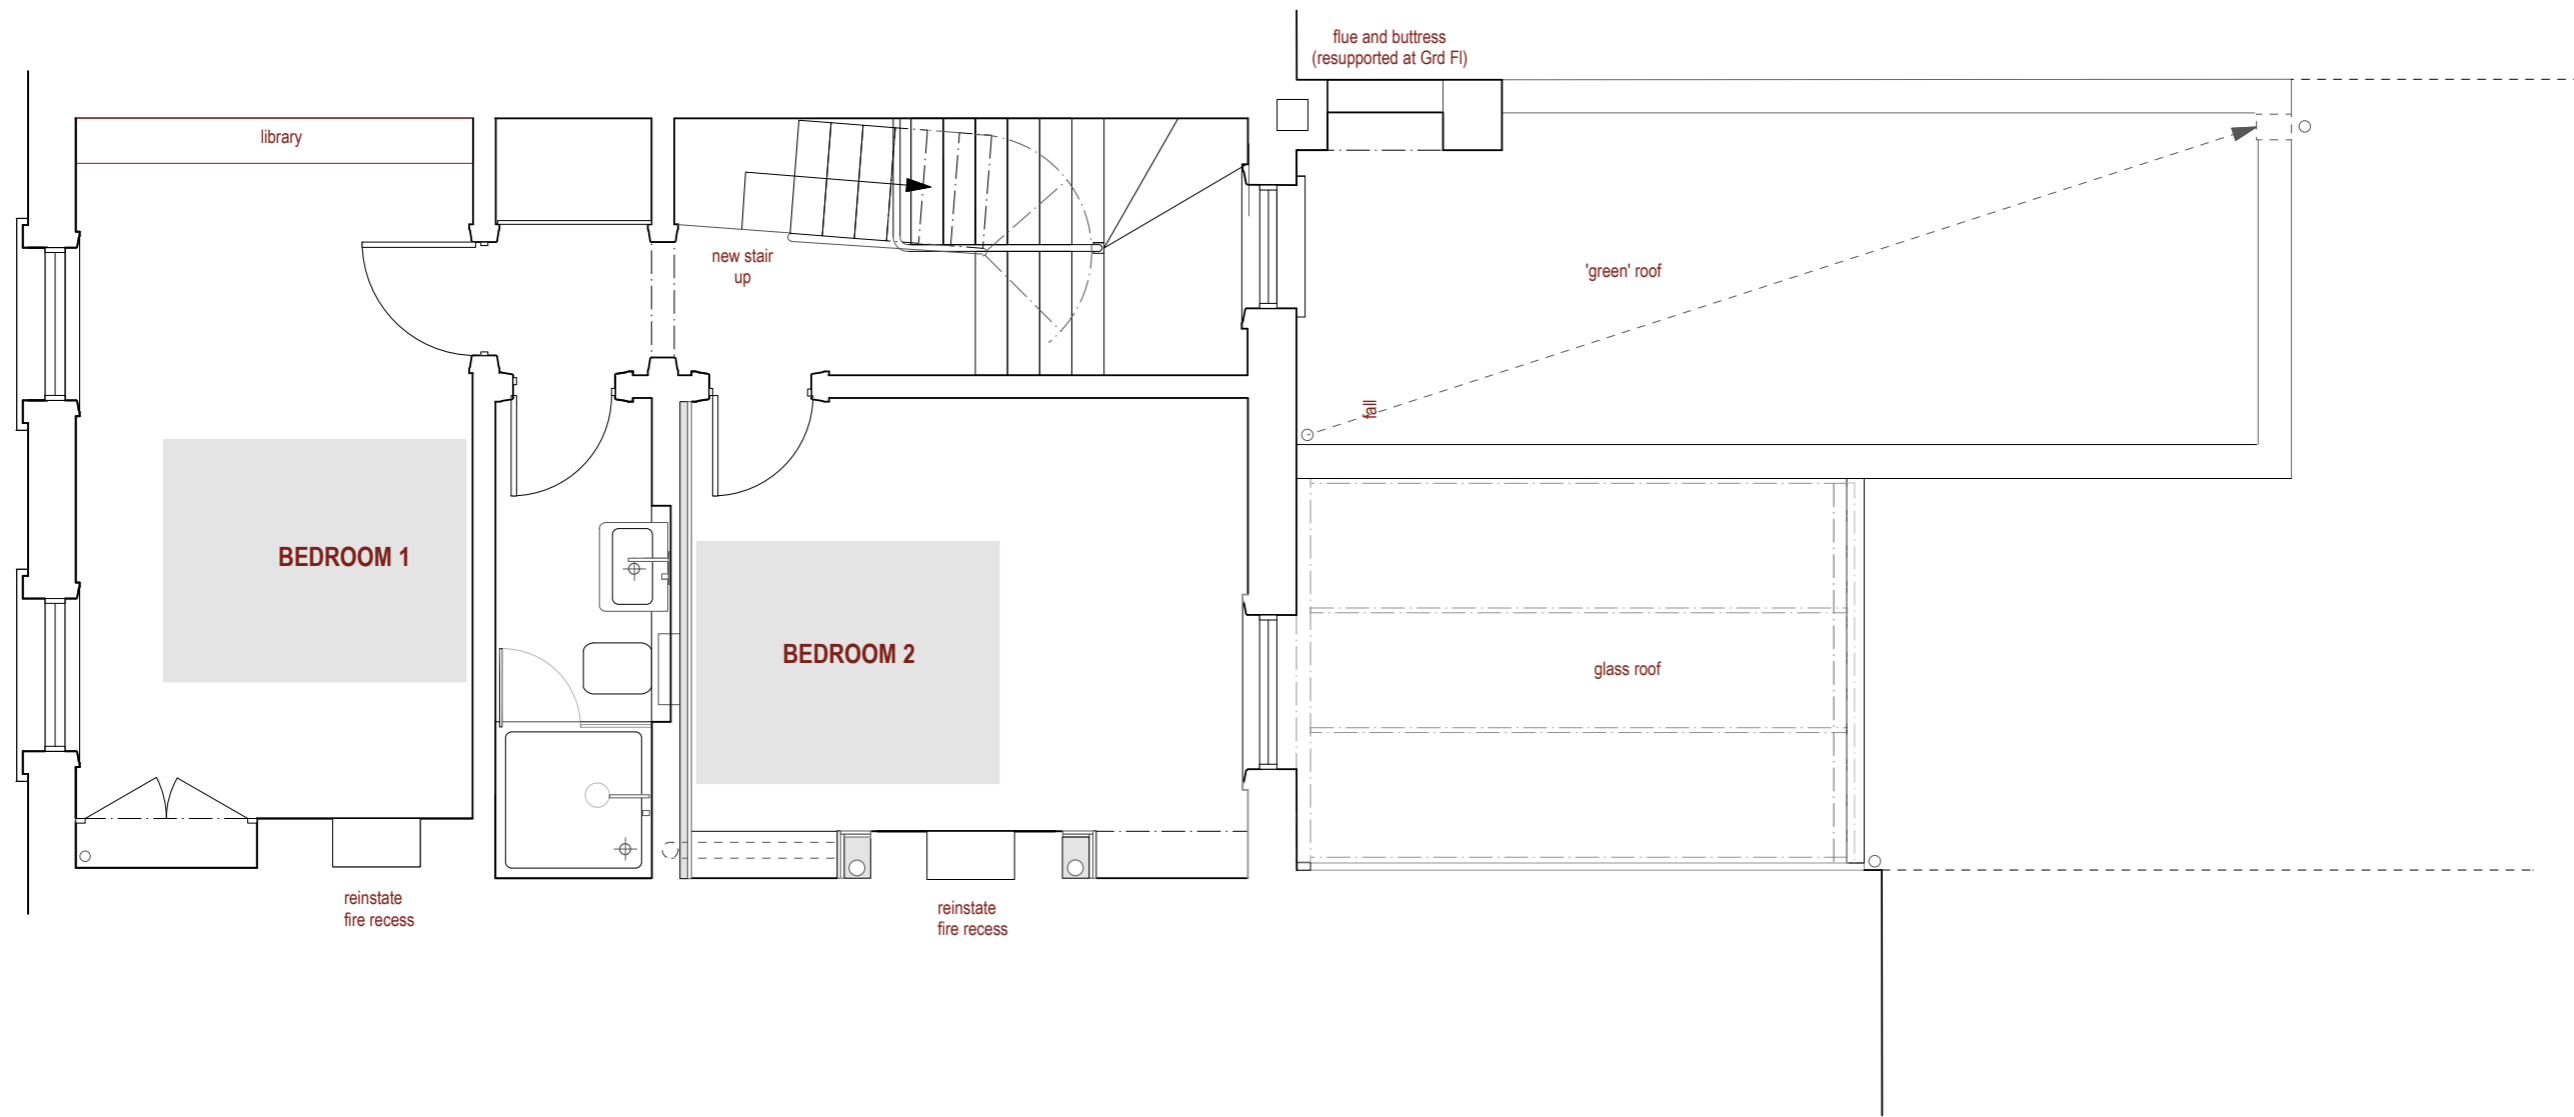 flue and buttress
(resupported at Grd Fl)
library
new stair
up
'green' roof
fall
BEDROOM 1
BEDROOM 2
glass roof
reinstate
fire recess
reinstate
fire recess